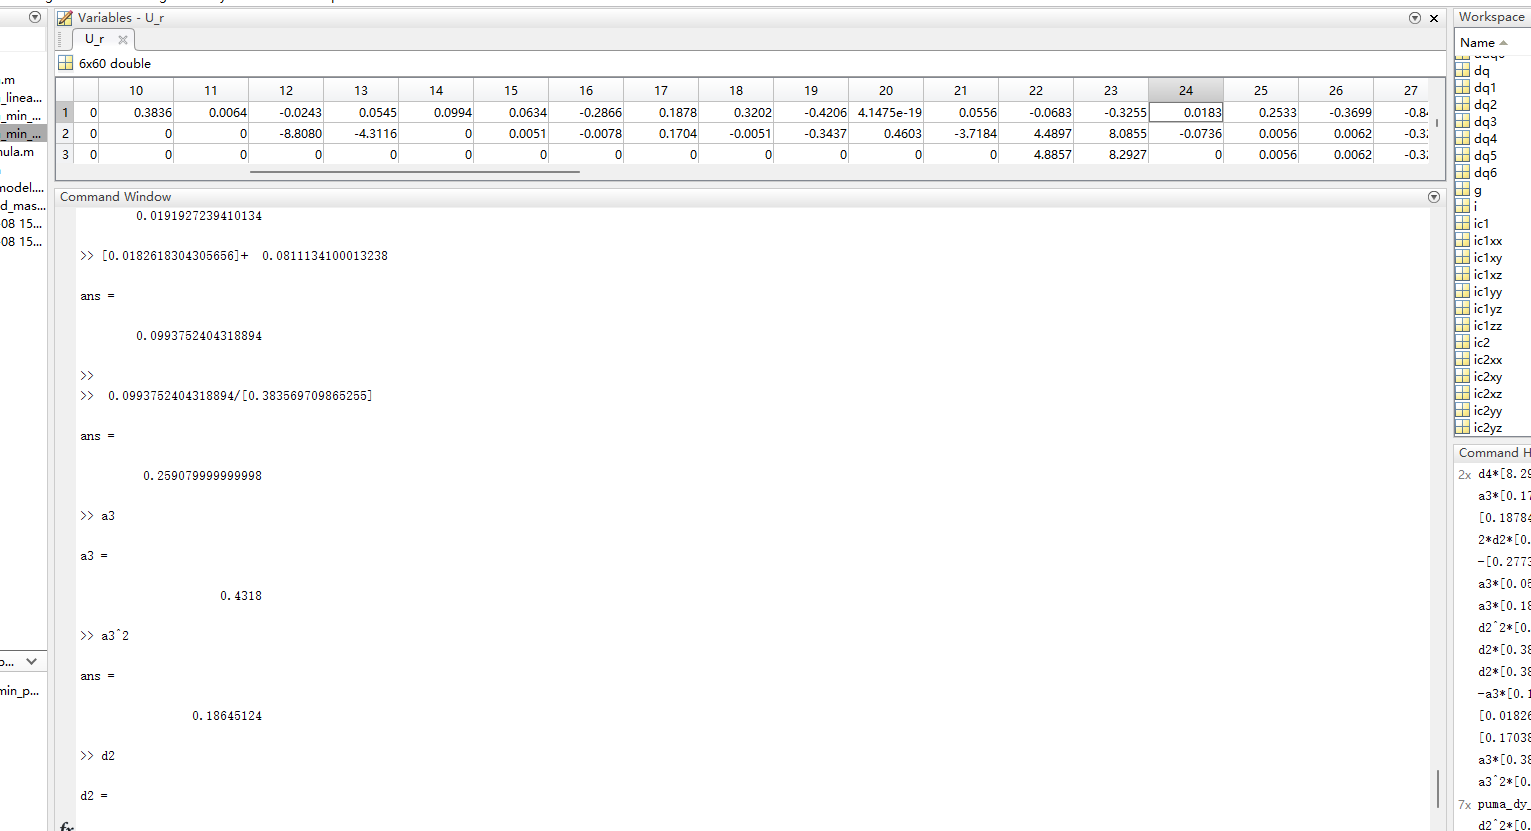 Variables - U_r
U_r
6x60 double
10 11 12 13 14 15 16 17 18 19 20 21 22 23 24 25 26 27
1 0 0.3836 0.0064 -0.0243 0.0545 0.0994 0.0634 -0.2866 0.1878 0.3202 -0.4206 4.1475e-19 0.0556 -0.0683 -0.3255 0.0183 0.2533 -0.3699 -0.84
2 0 0 0 -8.8080 -4.3116 0 0.0051 -0.0078 0.1704 -0.0051 -0.3437 0.4603 -3.7184 4.4897 8.0855 -0.0736 0.0056 0.0062 -0.32
3 0 0 0 0 0 0 0 0 0 0 0 0 0 4.8857 8.2927 0 0.0056 0.0062 -0.32
Command Window
0.0191927239410134
>> [0.0182618304305656]+ 0.0811134100013238
ans =
0.0993752404318894
>>
>> 0.0993752404318894/[0.383569709865255]
ans =
0.259079999999998
>> a3
a3 =
0.4318
>> a3^2
ans =
0.18645124
>> d2
d2 =
fx
.m
_linea...
_min_...
_min_...
nula.m
model....
d_mas...
08 15...
08 15...
o...
min_p...
Workspace
Name
dq
dq1
dq2
dq3
dq4
dq5
dq6
g
i
ic1
ic1xx
ic1xy
ic1xz
ic1yy
ic1yz
ic1zz
ic2
ic2xx
ic2xy
ic2xz
ic2yy
ic2yz
Command H
2x d4*[8.29
a3*[0.17
[0.18784
2*d2*[0.
-[0.2773
a3*[0.05
a3*[0.18
d2^2*[0.
d2*[0.38
d2*[0.38
-a3*[0.1
[0.01826
[0.17038
a3*[0.38
a3^2*[0.
7x puma_dy_
d2^2*[0.